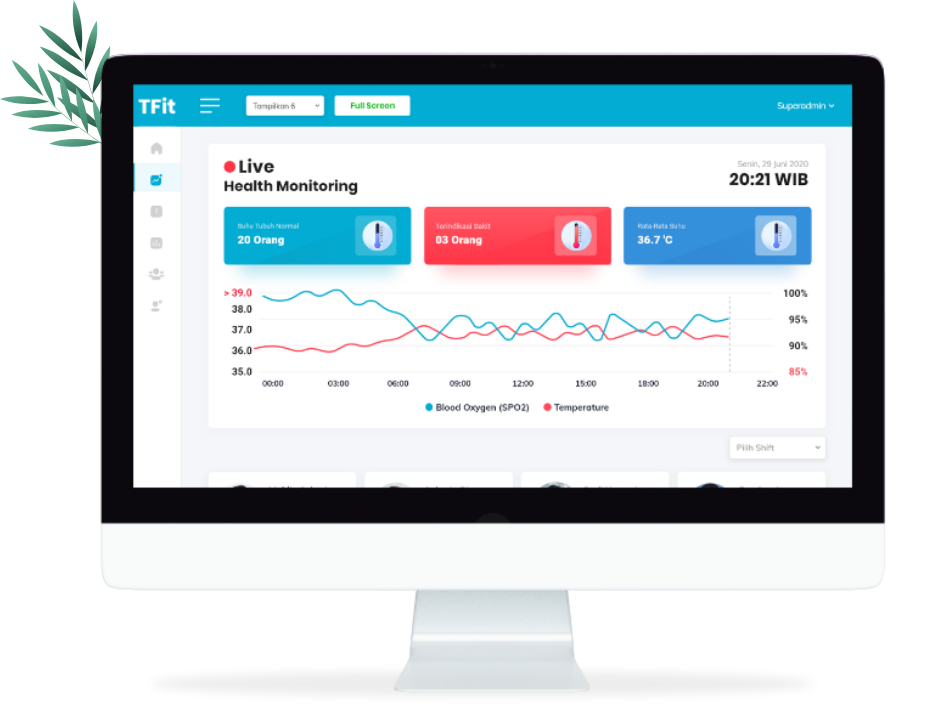 TFit
Tampilkan 6
Full Screen
Superadmin
Live
Health Monitoring
Senin, 29 Juni 2020
20:21 WIB
Suhu Tubuh Normal
20 Orang
Terindikasi Sakit
03 Orang
Rata-Rata Suhu
36.7 °C
> 39.0
38.0
37.0
36.0
35.0
100%
95%
90%
85%
00:00 03:00 06:00 09:00 12:00 15:00 18:00 20:00 22:00
Blood Oxygen (SPO2) Temperature
Pilih Shift